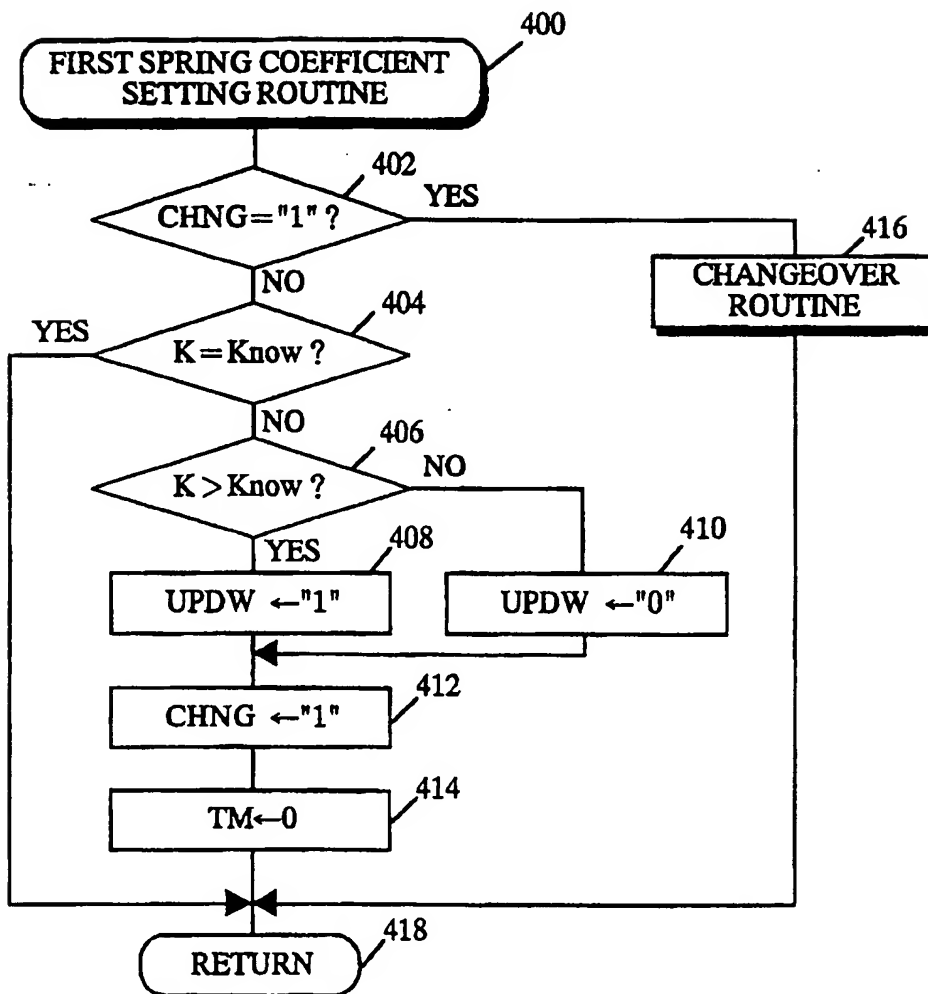 400
FIRST SPRING COEFFICIENT
SETTING ROUTINE
402
CHNG="1" ?
YES
416
CHANGEOVER
ROUTINE
NO
404
YES
K=Know ?
NO
406
K>Know ?
NO
YES
408
UPDW ←"1"
410
UPDW ←"0"
412
CHNG ←"1"
414
TM←0
418
RETURN